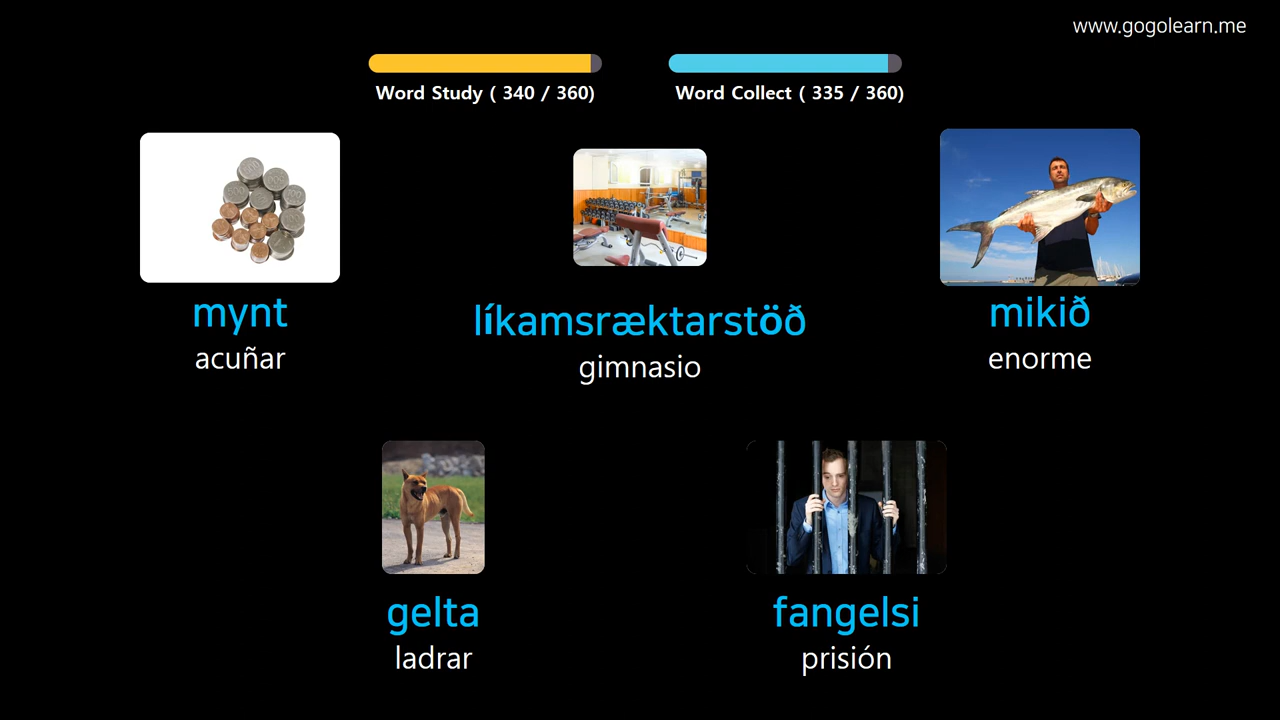 www.gogolearn.me
Word Study ( 340 / 360)
Word Collect ( 335 / 360)
mynt
acuñar
líkamsræktarstöð
gimnasio
mikið
enorme
gelta
ladrar
fangelsi
prisión